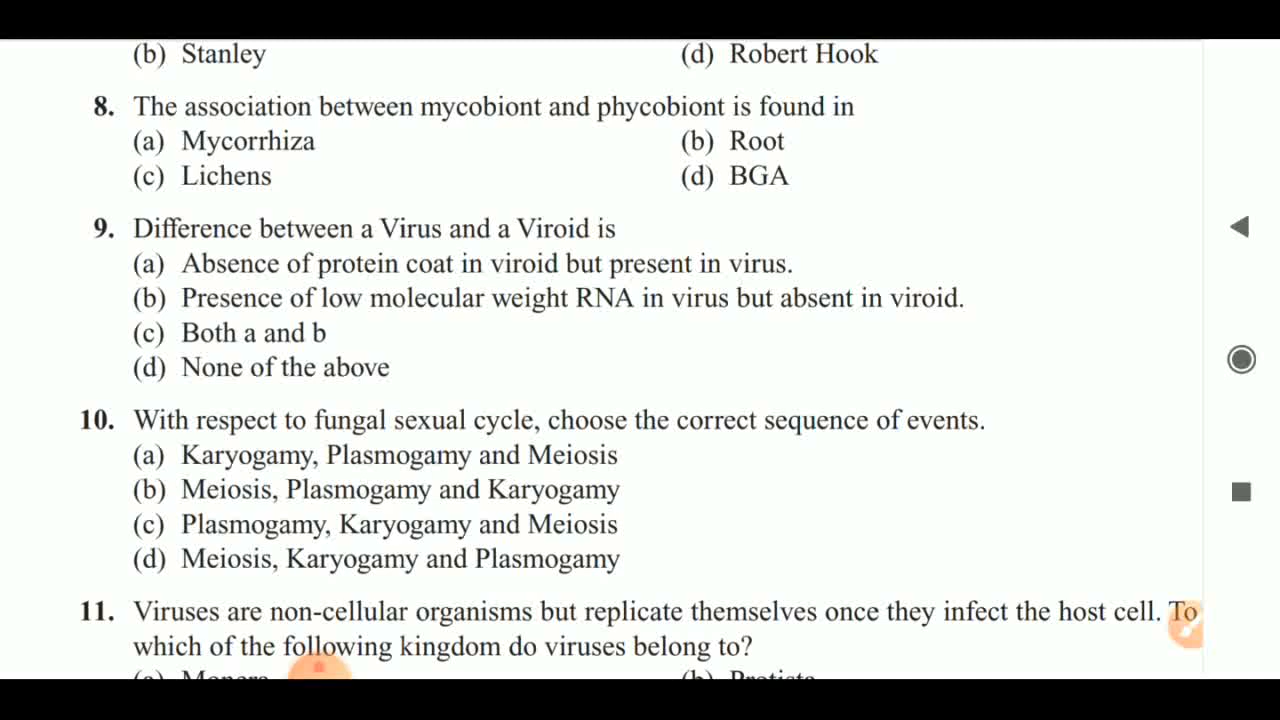 (b) Stanley (d) Robert Hook
8. The association between mycobiont and phycobiont is found in
(a) Mycorrhiza (b) Root
(c) Lichens (d) BGA
9. Difference between a Virus and a Viroid is
(a) Absence of protein coat in viroid but present in virus.
(b) Presence of low molecular weight RNA in virus but absent in viroid.
(c) Both a and b
(d) None of the above
10. With respect to fungal sexual cycle, choose the correct sequence of events.
(a) Karyogamy, Plasmogamy and Meiosis
(b) Meiosis, Plasmogamy and Karyogamy
(c) Plasmogamy, Karyogamy and Meiosis
(d) Meiosis, Karyogamy and Plasmogamy
11. Viruses are non-cellular organisms but replicate themselves once they infect the host cell. To
which of the following kingdom do viruses belong to?
(a) Monera (b) Protista